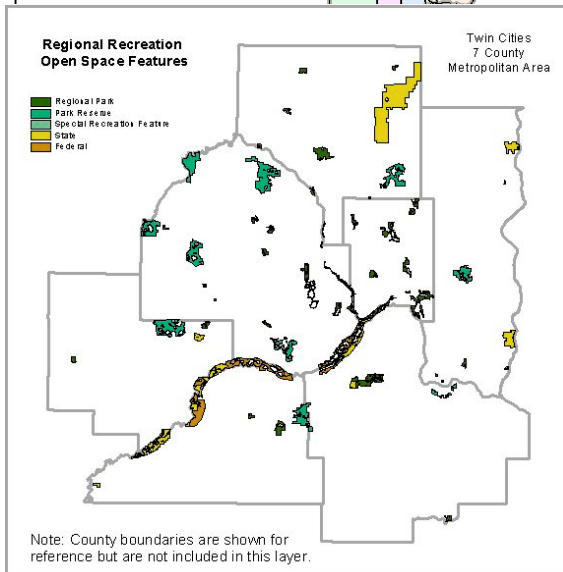 Regional Recreation
Open Space Features
Twin Cities
7 County
Metropolitan Area
Regional Park
Park Reserve
Special Recreation Feature
State
Federal
Note: County boundaries are shown for
reference but are not included in this layer.